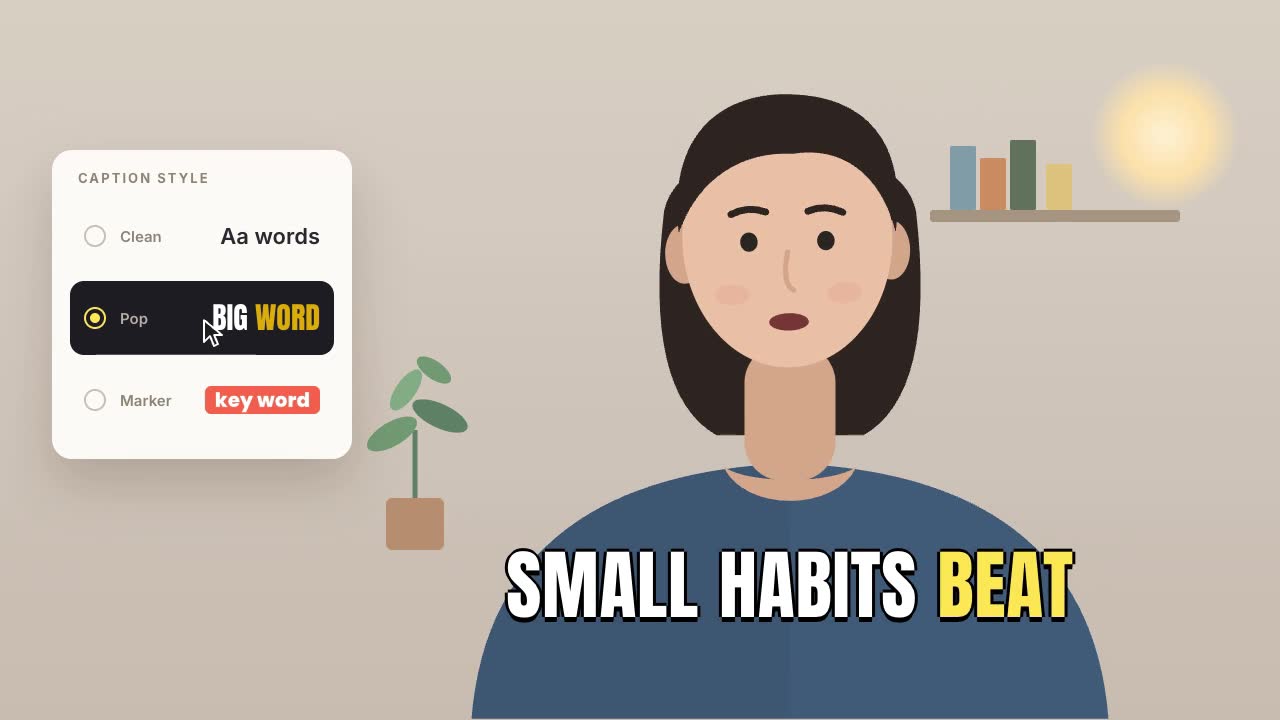 CAPTION STYLE
Clean Aa words
Pop BIG WORD
Marker key word
SMALL HABITS BEAT